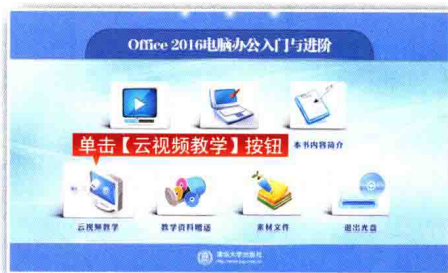 Office 2016电脑办公入门与进阶
单击【云视频教学】按钮
本书内容简介
云视频教学
教学资料赠送
素材文件
退出光盘
清华大学出版社